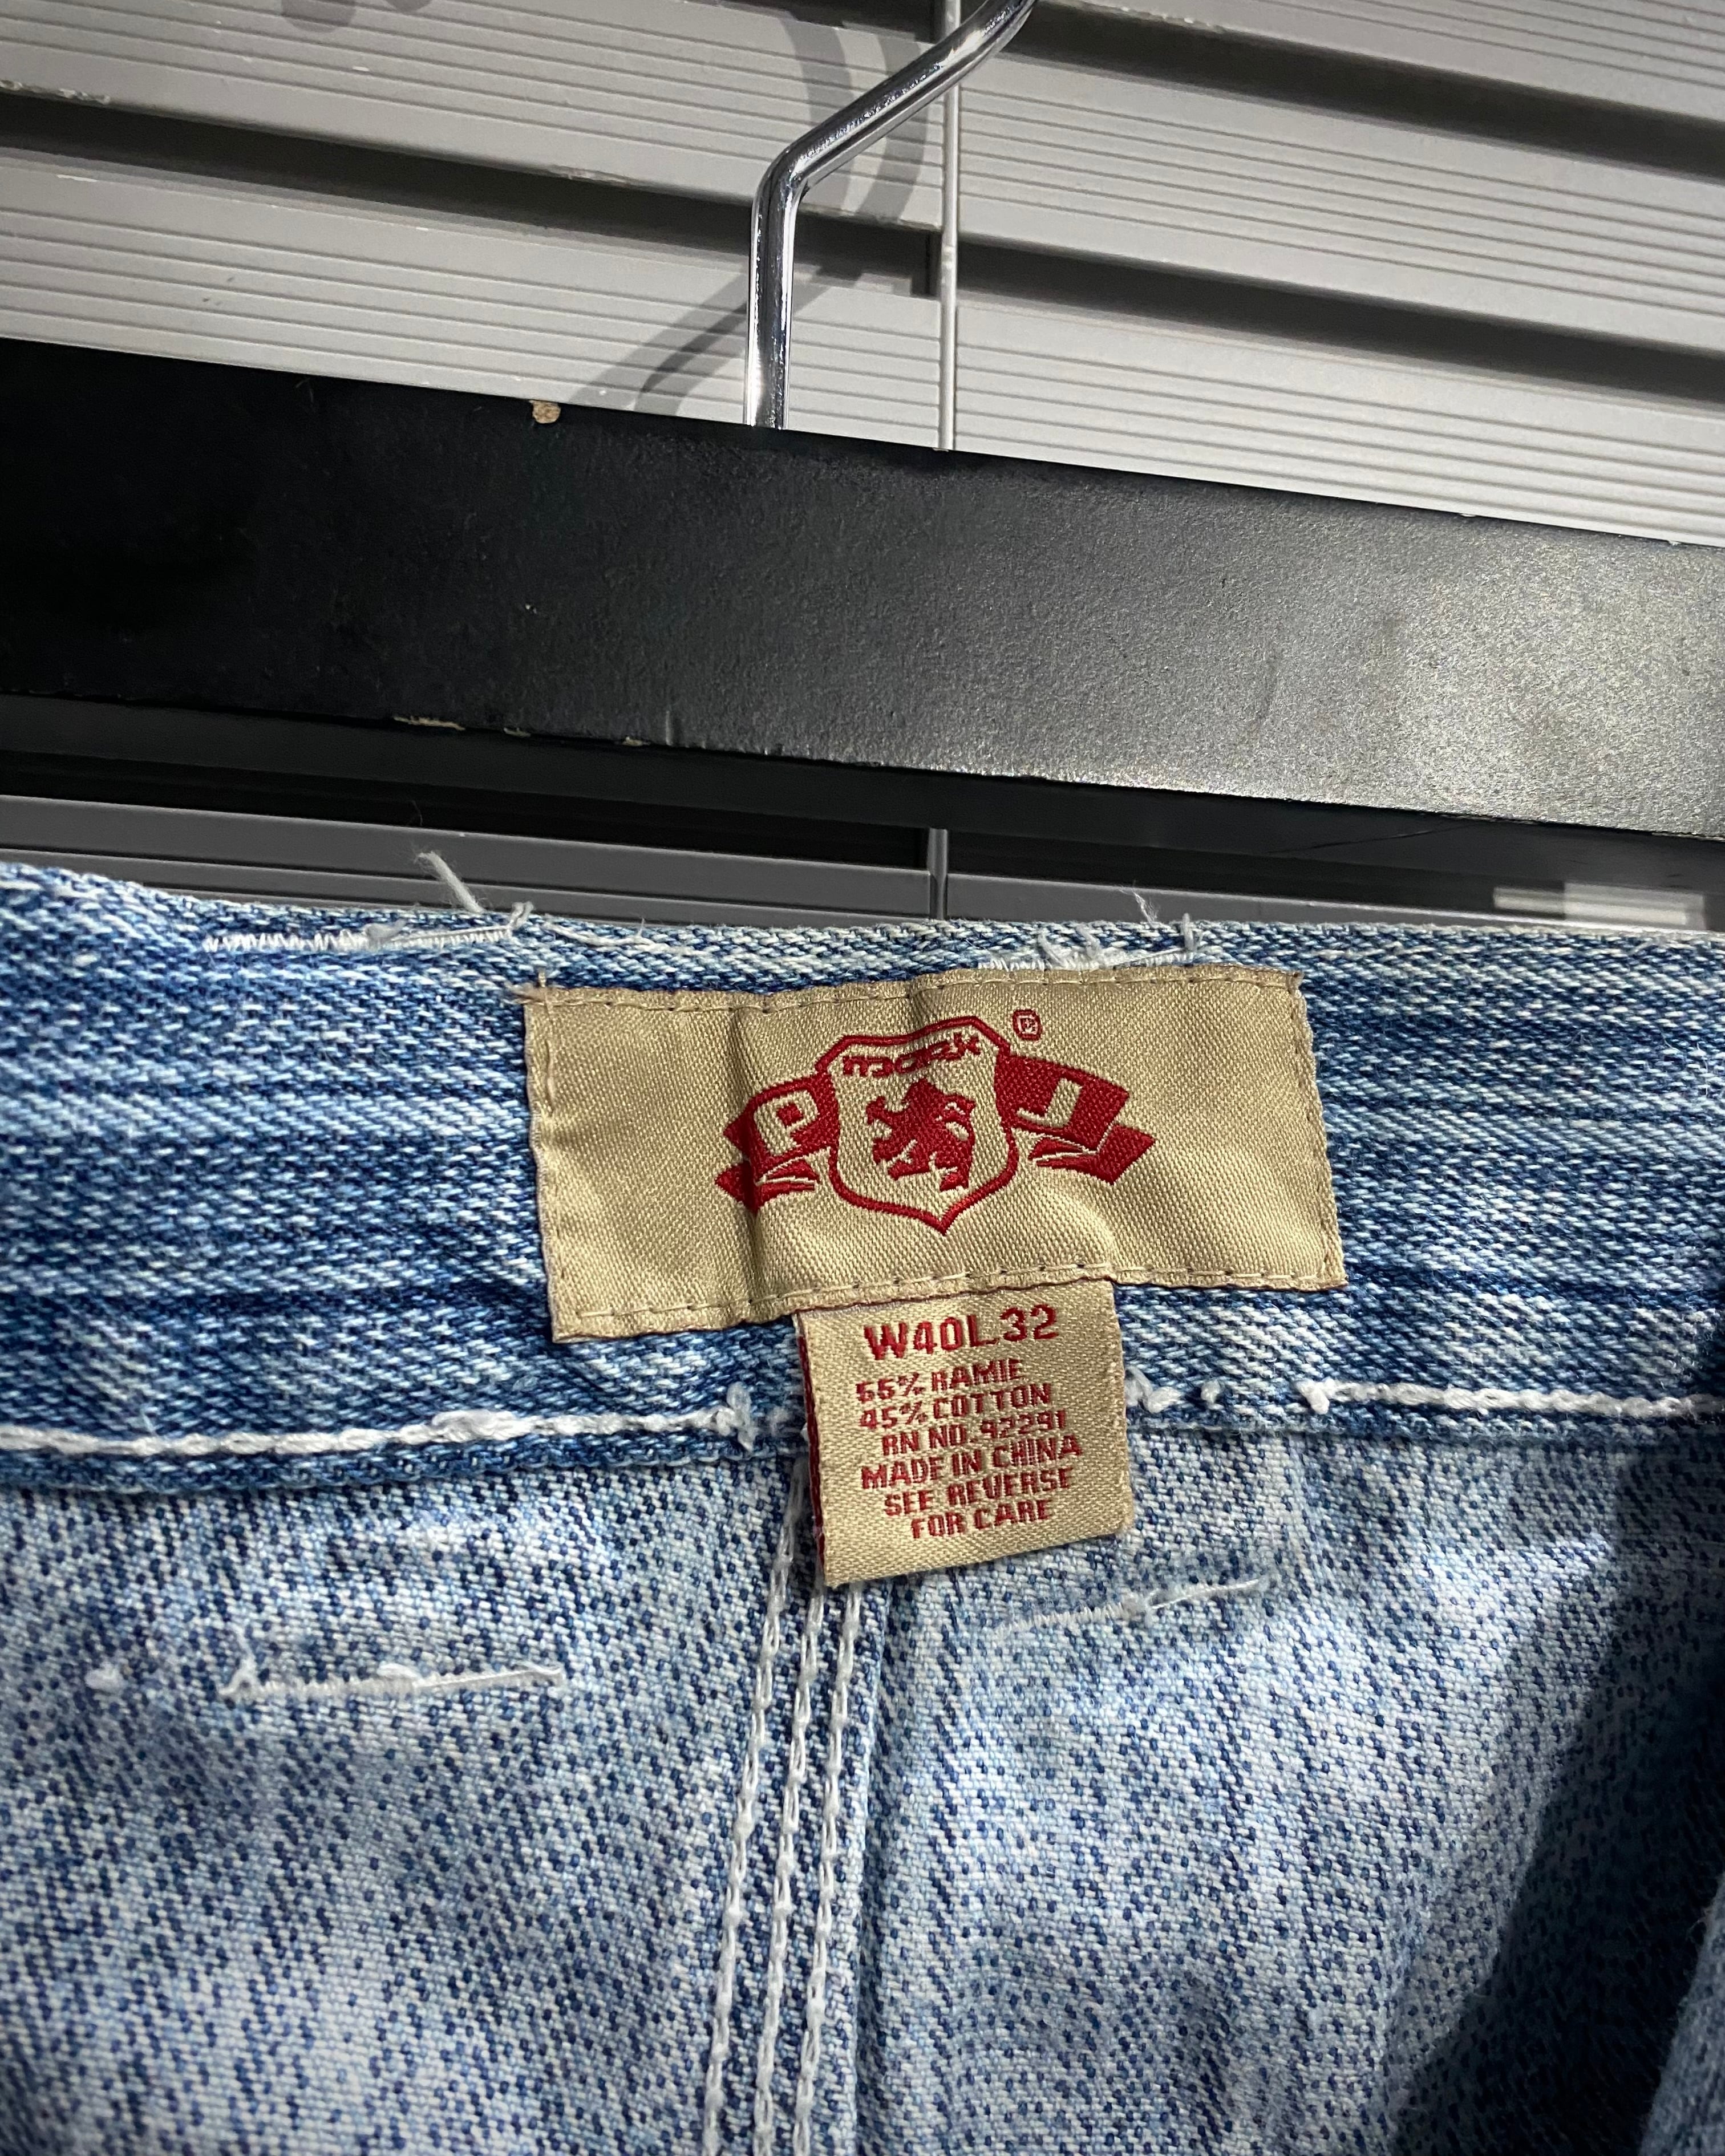 ®
P J
W40L32
55% RAMIE
45% COTTON
RN NO. 92291
MADE IN CHINA
SEE REVERSE
FOR CARE